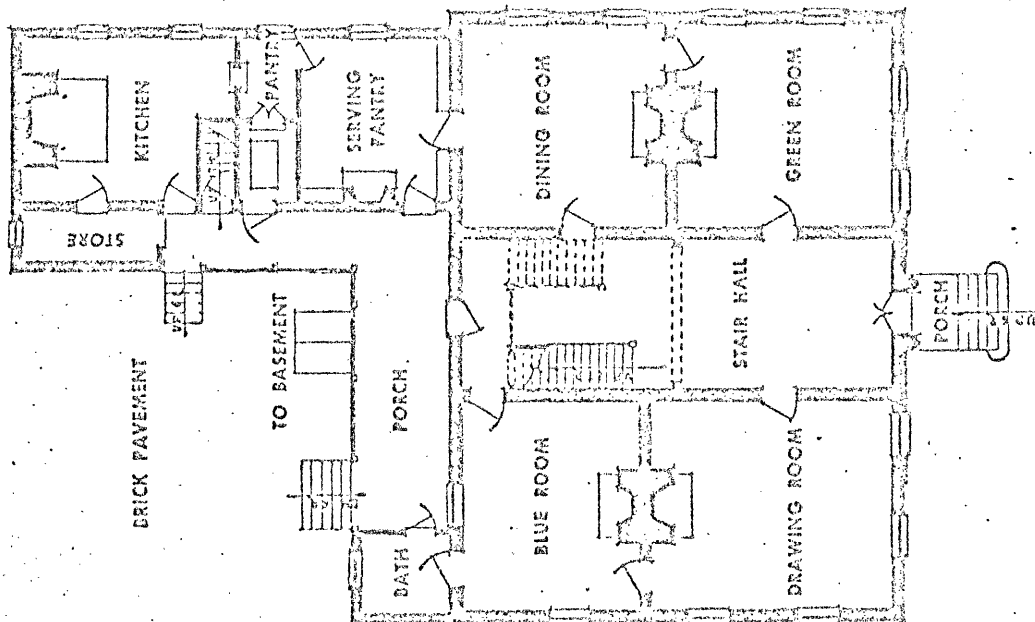 KITCHEN
PANTRY
SERVING
PANTRY
DINING ROOM
GREEN ROOM
STORE
UP
STAIR HALL
PORCH
BRICK PAVEMENT
TO BASEMENT
PORCH
BATH
BLUE ROOM
DRAWING ROOM